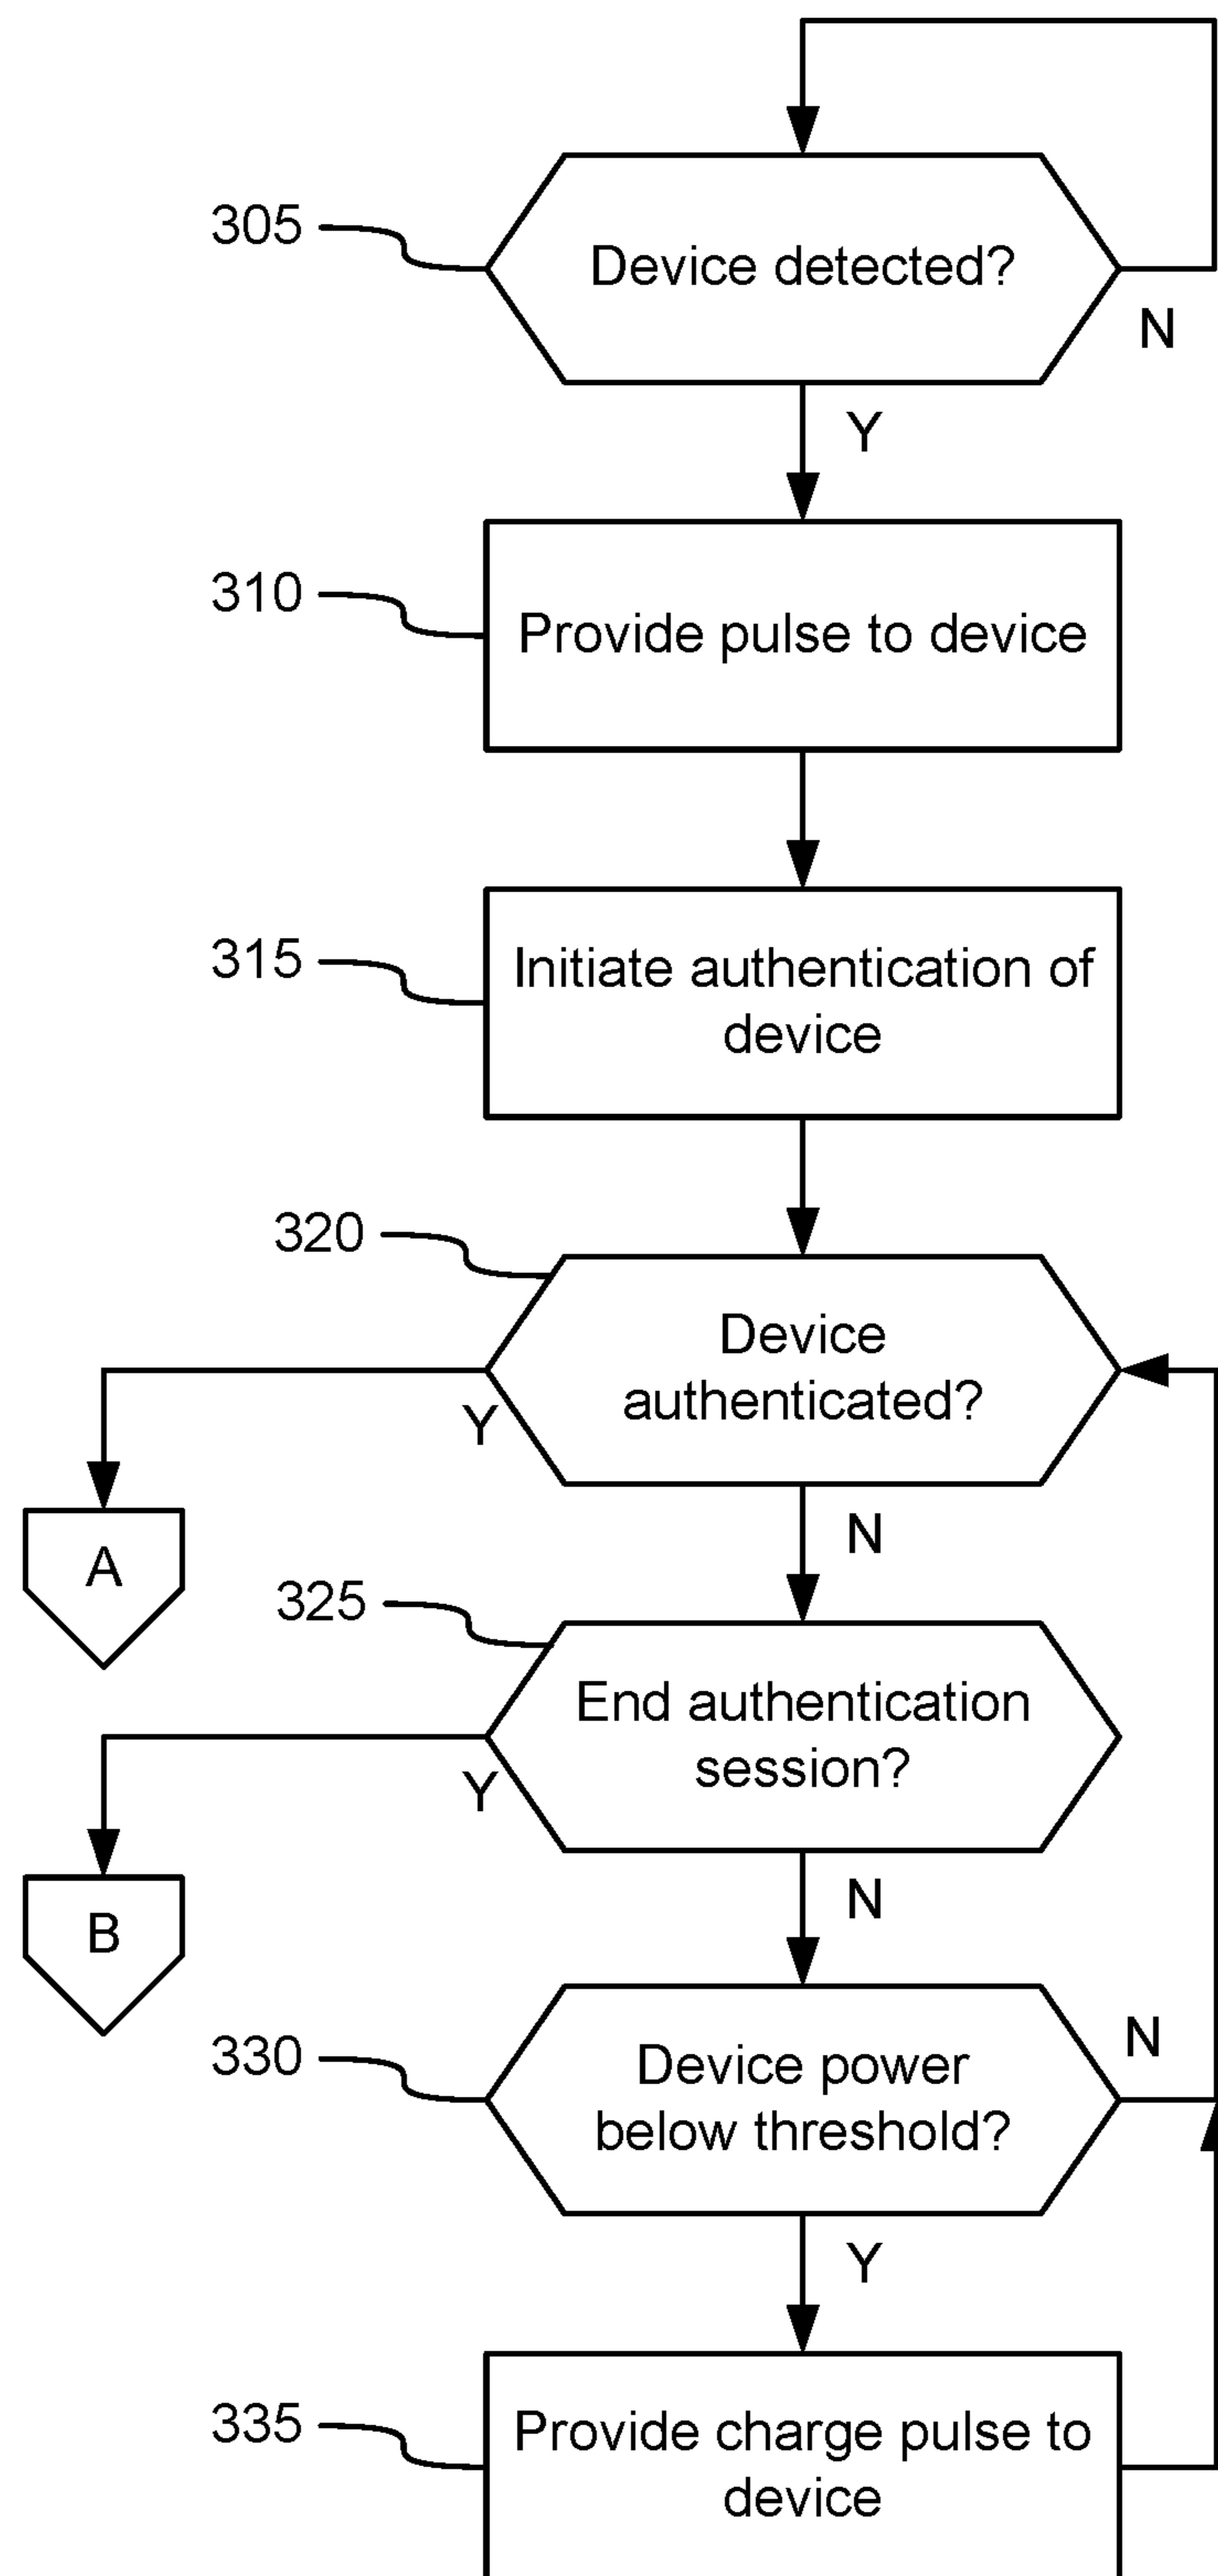 305
Device detected?
N
Y
310
Provide pulse to device
315
Initiate authentication of
device
320
Device
authenticated?
Y
N
A
325
End authentication
session?
Y
N
B
330
Device power
below threshold?
N
Y
335
Provide charge pulse to
device